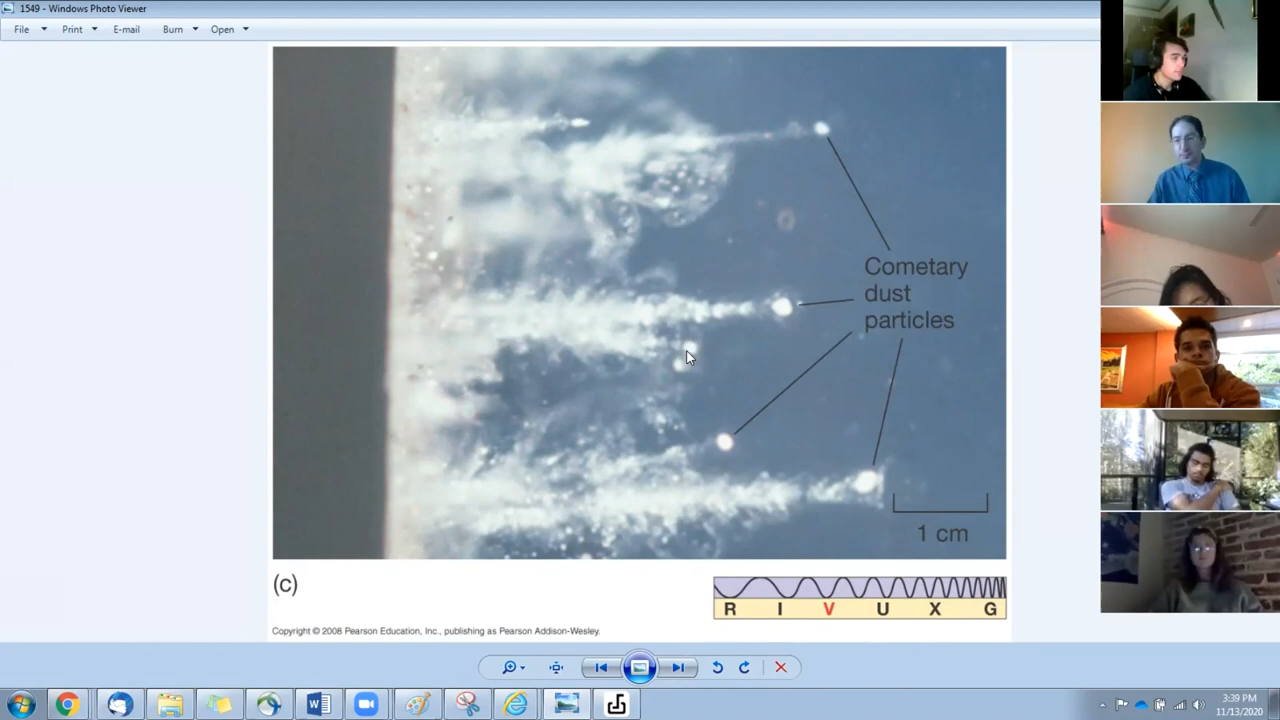 1549 - Windows Photo Viewer
File Print E-mail Burn Open
Cometary
dust
particles
1 cm
(c)
R I V U X G
Copyright © 2008 Pearson Education, Inc., publishing as Pearson Addison-Wesley.
3:39 PM
11/13/2020